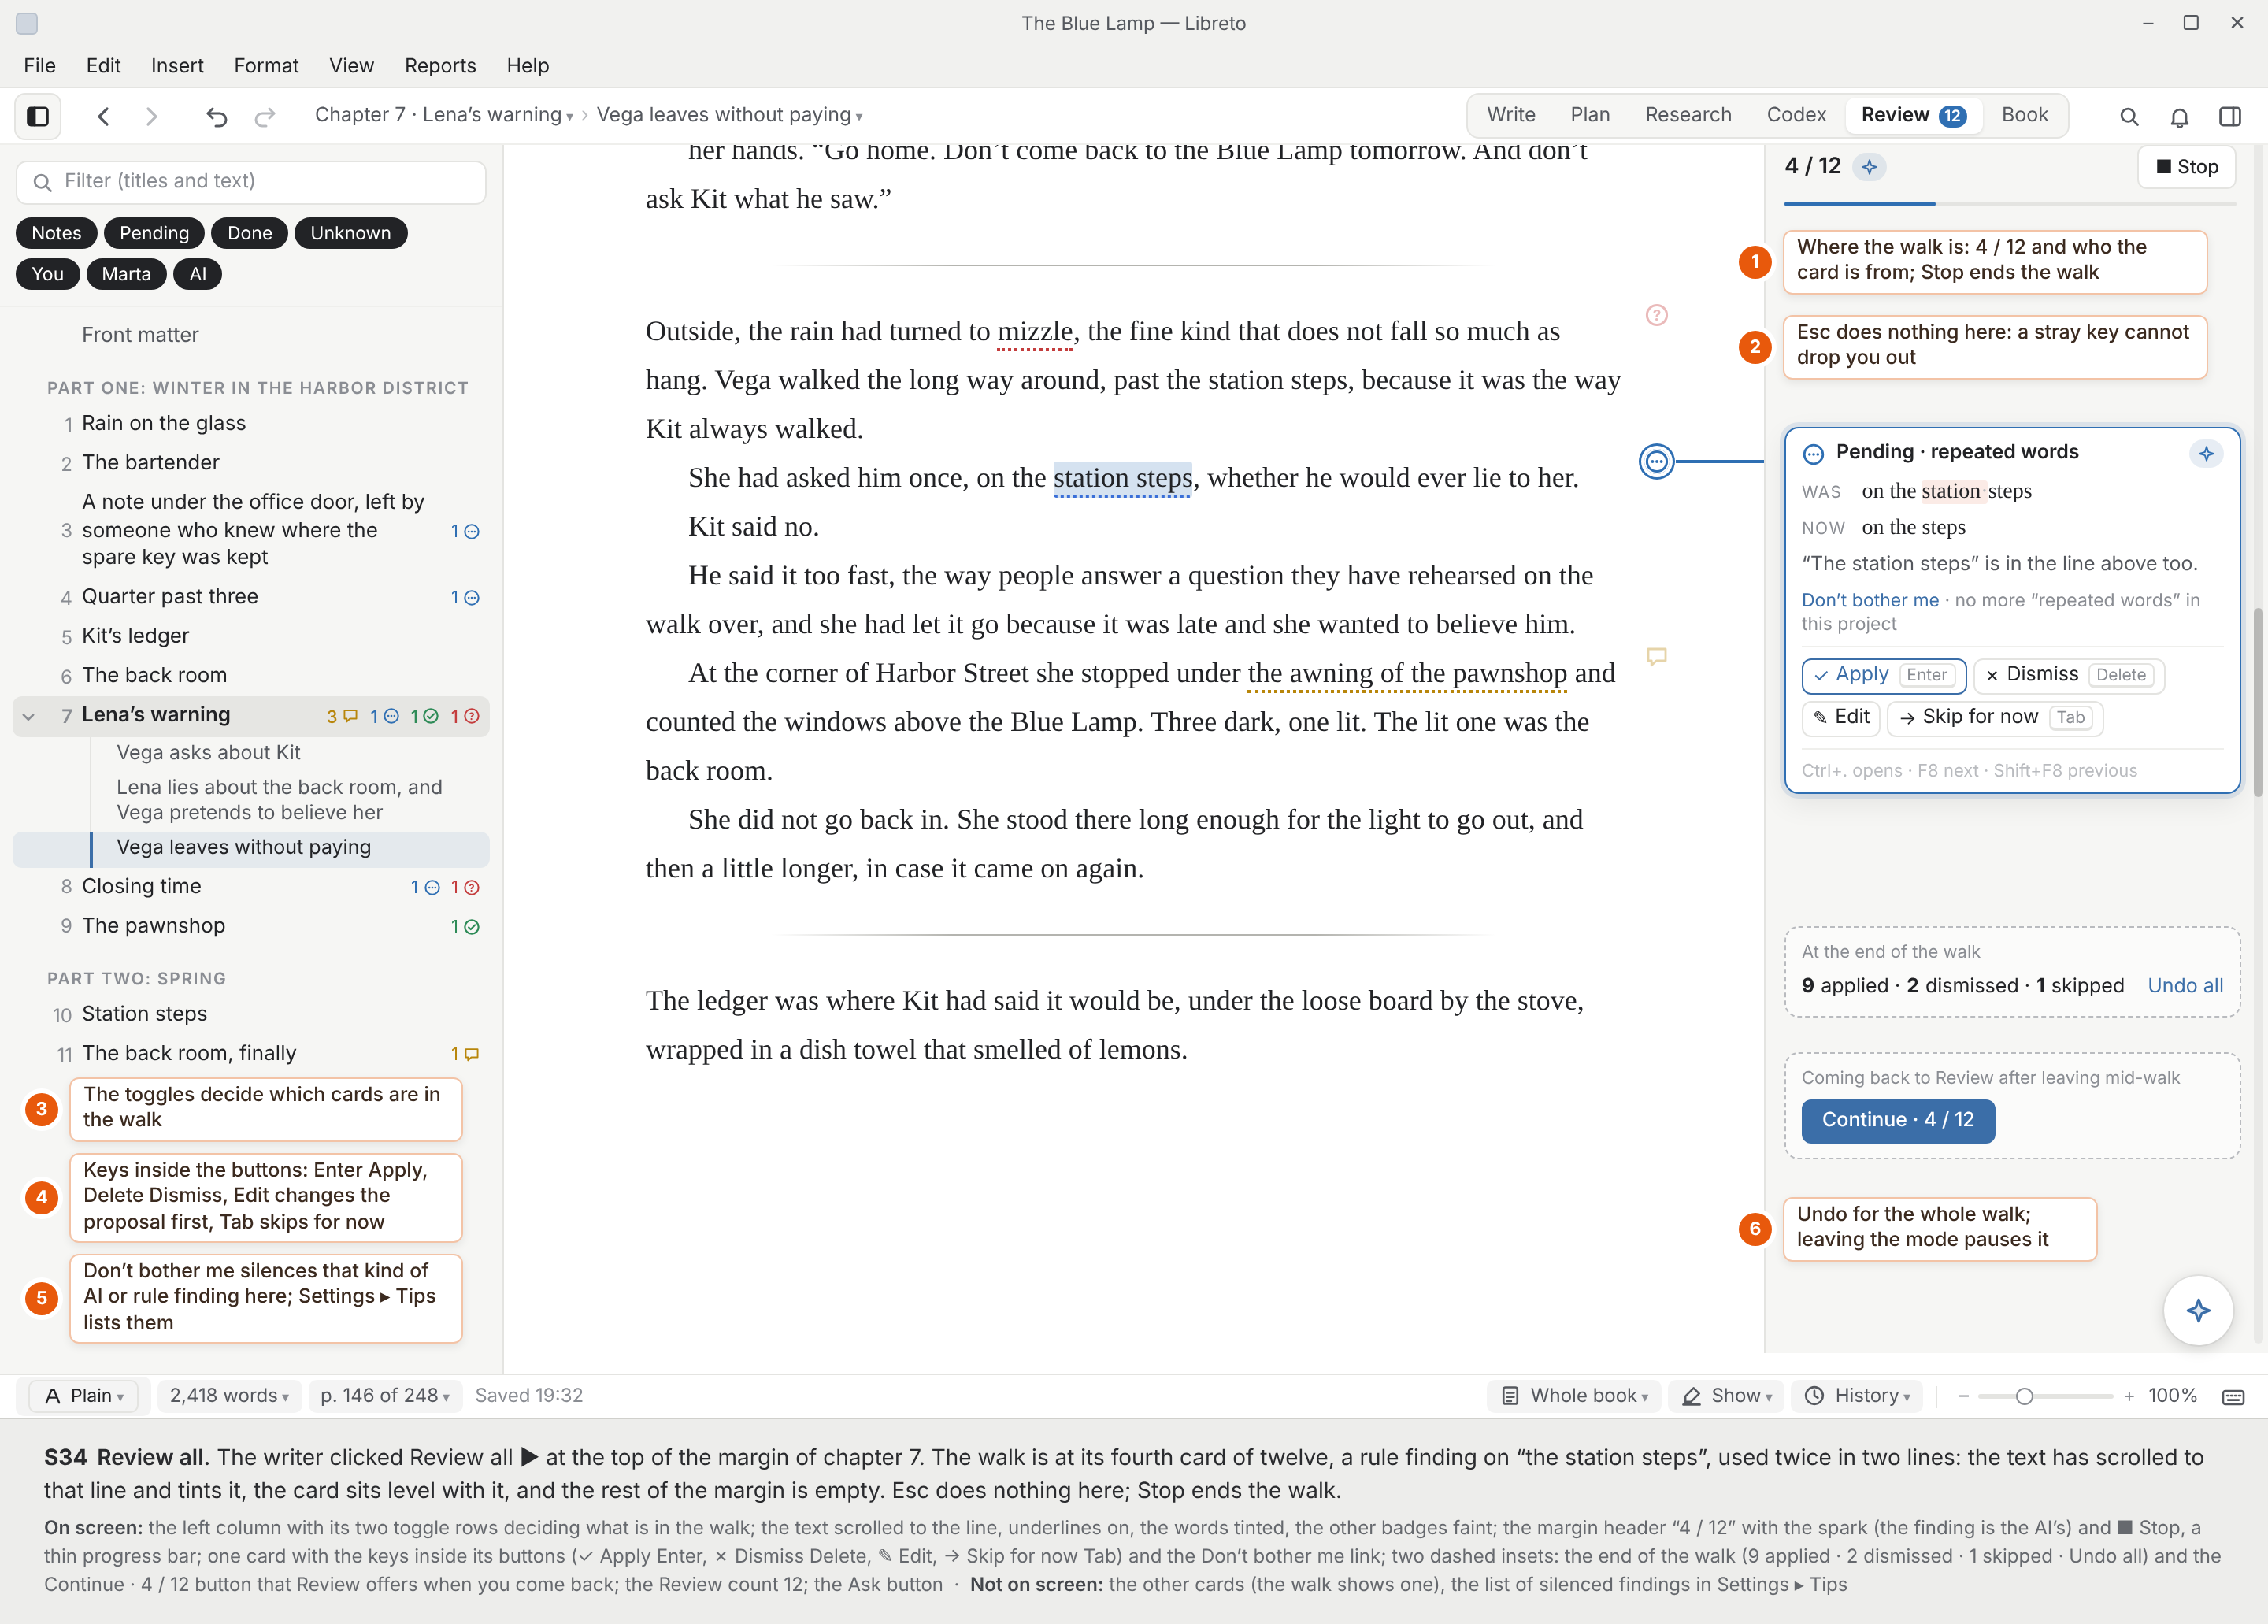 The Blue Lamp — Libreto
File Edit Insert Format View Reports Help
Chapter 7 · Lena’s warning ▾ › Vega leaves without paying ▾
Write Plan Research Codex Review 12 Book
Filter (titles and text)
Notes Pending Done Unknown
You Marta AI
Front matter
PART ONE: WINTER IN THE HARBOR DISTRICT
1 Rain on the glass
2 The bartender
A note under the office door, left by
3 someone who knew where the 1
spare key was kept
4 Quarter past three 1
5 Kit’s ledger
6 The back room
7 Lena’s warning 3 1 1 1
Vega asks about Kit
Lena lies about the back room, and
Vega pretends to believe her
Vega leaves without paying
8 Closing time 1 1
9 The pawnshop 1
PART TWO: SPRING
10 Station steps
11 The back room, finally 1
3 The toggles decide which cards are in
the walk
4 Keys inside the buttons: Enter Apply,
Delete Dismiss, Edit changes the
proposal first, Tab skips for now
5 Don’t bother me silences that kind of
AI or rule finding here; Settings ▸ Tips
lists them
her hands. “Go home. Don’t come back to the Blue Lamp tomorrow. And don’t
ask Kit what he saw.”
Outside, the rain had turned to mizzle, the fine kind that does not fall so much as
hang. Vega walked the long way around, past the station steps, because it was the way
Kit always walked.
She had asked him once, on the station steps, whether he would ever lie to her.
Kit said no.
He said it too fast, the way people answer a question they have rehearsed on the
walk over, and she had let it go because it was late and she wanted to believe him.
At the corner of Harbor Street she stopped under the awning of the pawnshop and
counted the windows above the Blue Lamp. Three dark, one lit. The lit one was the
back room.
She did not go back in. She stood there long enough for the light to go out, and
then a little longer, in case it came on again.
The ledger was where Kit had said it would be, under the loose board by the stove,
wrapped in a dish towel that smelled of lemons.
4 / 12 ■ Stop
1 Where the walk is: 4 / 12 and who the
card is from; Stop ends the walk
2 Esc does nothing here: a stray key cannot
drop you out
Pending · repeated words
WAS on the station steps
NOW on the steps
“The station steps” is in the line above too.
Don’t bother me · no more “repeated words” in
this project
✓ Apply Enter × Dismiss Delete
✎ Edit → Skip for now Tab
Ctrl+. opens · F8 next · Shift+F8 previous
At the end of the walk
9 applied · 2 dismissed · 1 skipped Undo all
Coming back to Review after leaving mid-walk
Continue · 4 / 12
6 Undo for the whole walk;
leaving the mode pauses it
A Plain ▾ 2,418 words ▾ p. 146 of 248 ▾ Saved 19:32
Whole book ▾ Show ▾ History ▾ − + 100%
S34 Review all. The writer clicked Review all ▶ at the top of the margin of chapter 7. The walk is at its fourth card of twelve, a rule finding on “the station steps”, used twice in two lines: the text has scrolled to
that line and tints it, the card sits level with it, and the rest of the margin is empty. Esc does nothing here; Stop ends the walk.
On screen: the left column with its two toggle rows deciding what is in the walk; the text scrolled to the line, underlines on, the words tinted, the other badges faint; the margin header “4 / 12” with the spark (the finding is the AI’s) and ■ Stop, a
thin progress bar; one card with the keys inside its buttons (✓ Apply Enter, × Dismiss Delete, ✎ Edit, → Skip for now Tab) and the Don’t bother me link; two dashed insets: the end of the walk (9 applied · 2 dismissed · 1 skipped · Undo all) and the
Continue · 4 / 12 button that Review offers when you come back; the Review count 12; the Ask button · Not on screen: the other cards (the walk shows one), the list of silenced findings in Settings ▸ Tips